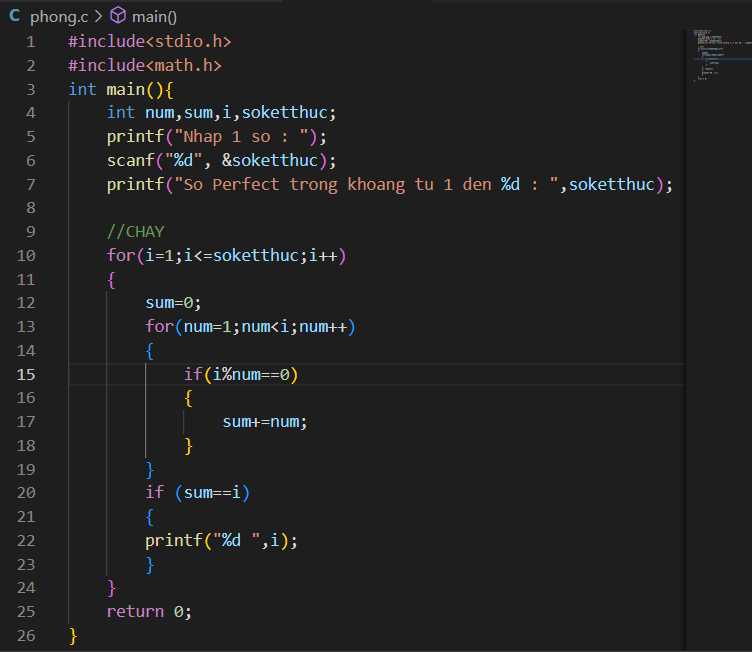 C phong.c > main()
1 #include<stdio.h>
2 #include<math.h>
3 int main(){
4     int num,sum,i,soketthuc;
5     printf("Nhap 1 so : ");
6     scanf("%d", &soketthuc);
7     printf("So Perfect trong khoang tu 1 den %d : ",soketthuc);
8
9     //CHAY
10     for(i=1;i<=soketthuc;i++)
11     {
12         sum=0;
13         for(num=1;num<i;num++)
14         {
15             if(i%num==0)
16             {
17                 sum+=num;
18             }
19         }
20         if (sum==i)
21         {
22         printf("%d ",i);
23         }
24     }
25     return 0;
26 }